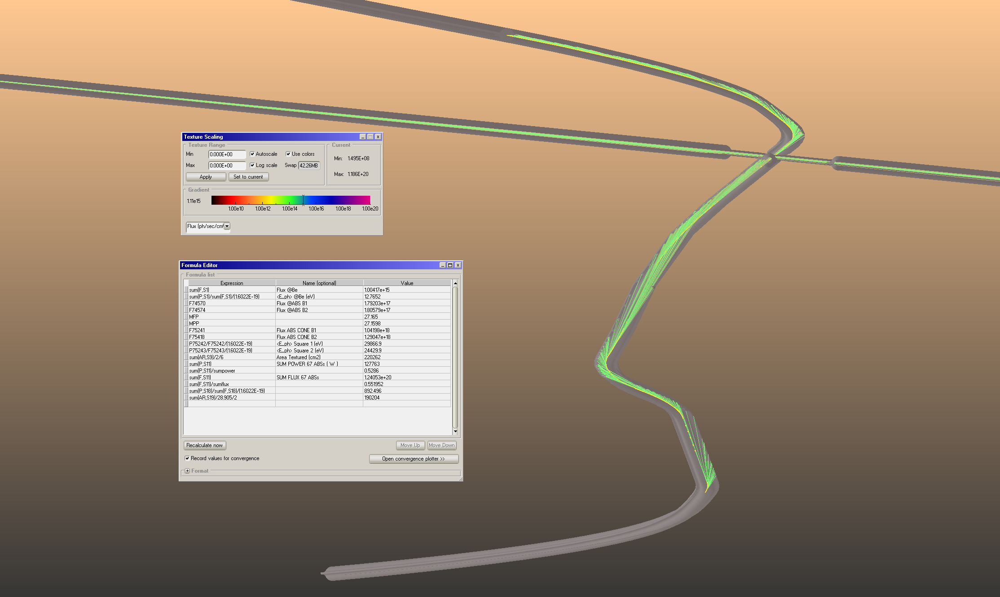 Texture Scaling
Texture Range
Min 0.000E+00 Autoscale Use colors
Max 0.000E+00 Log scale Swap 42.26MB
Apply Set to current
Current
Min: 1.495E+08
Max: 1.186E+20
Gradient
1.11e15
1.00e10 1.00e12 1.00e14 1.00e16 1.00e18 1.00e20
Flux (ph/sec/cm²
Formula Editor
Formula list
Expression Name (optional) Value
sum(F,S1) Flux @Be 1.00417e+15
sum(P,S1)/sum(F,S1)/(1.6022E-19) <E_ph> @Be (eV) 12.7652
F74570 Flux @ABS B1 1.79203e+17
F74574 Flux @ABS B2 1.80579e+17
MFP 27.165
MPP 27.1598
F75241 Flux ABS CONE B1 1.04198e+18
F75418 Flux ABS CONE B2 1.29047e+18
P75242/F75242/(1.6022E-19) <E_ph> Square 1 (eV) 29866.9
P75243/F75243/(1.6022E-19) <E_ph> Square 2 (eV) 24429.9
sum(AR,S9)/2/6 Area Textured (cm2) 220262
sum(P,S11) SUM POWER 67 ABSs ( W ) 127763
sum(P,S11)/sumpower 0.5286
sum(F,S11) SUM FLUX 67 ABSs 1.24053e+20
sum(F,S11)/sumflux 0.551952
sum(P,S18)/sum(F,S18)/(1.6022E-19) 892.496
sum(AR,S19)/28.905/2 190204
Recalculate now Move Up Move Down
Record values for convergence Open convergence plotter >>
Format